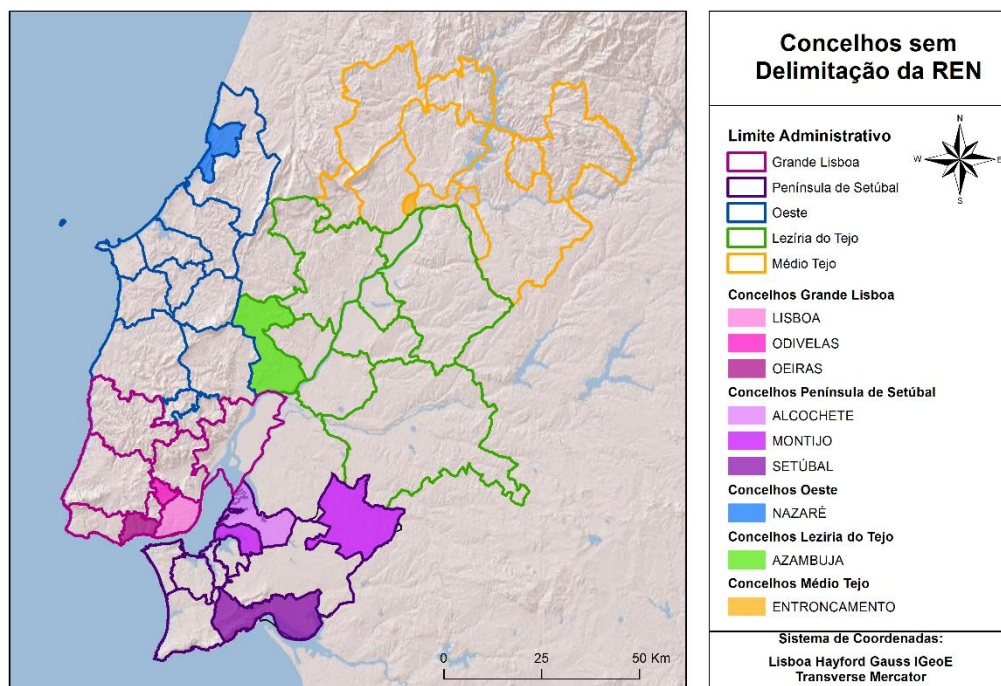 Concelhos sem
Delimitação da REN
Limite Administrativo
Grande Lisboa
Península de Setúbal
Oeste
Lezíria do Tejo
Médio Tejo
N
W
E
S
Concelhos Grande Lisboa
LISBOA
ODIVELAS
OEIRAS
Concelhos Península de Setúbal
ALCOCHETE
MONTIJO
SETÚBAL
Concelhos Oeste
NAZARÉ
Concelhos Lezíria do Tejo
AZAMBUJA
Concelhos Médio Tejo
ENTRONCAMENTO
Sistema de Coordenadas:
Lisboa Hayford Gauss IGeoE
Transverse Mercator
0 25 50 Km